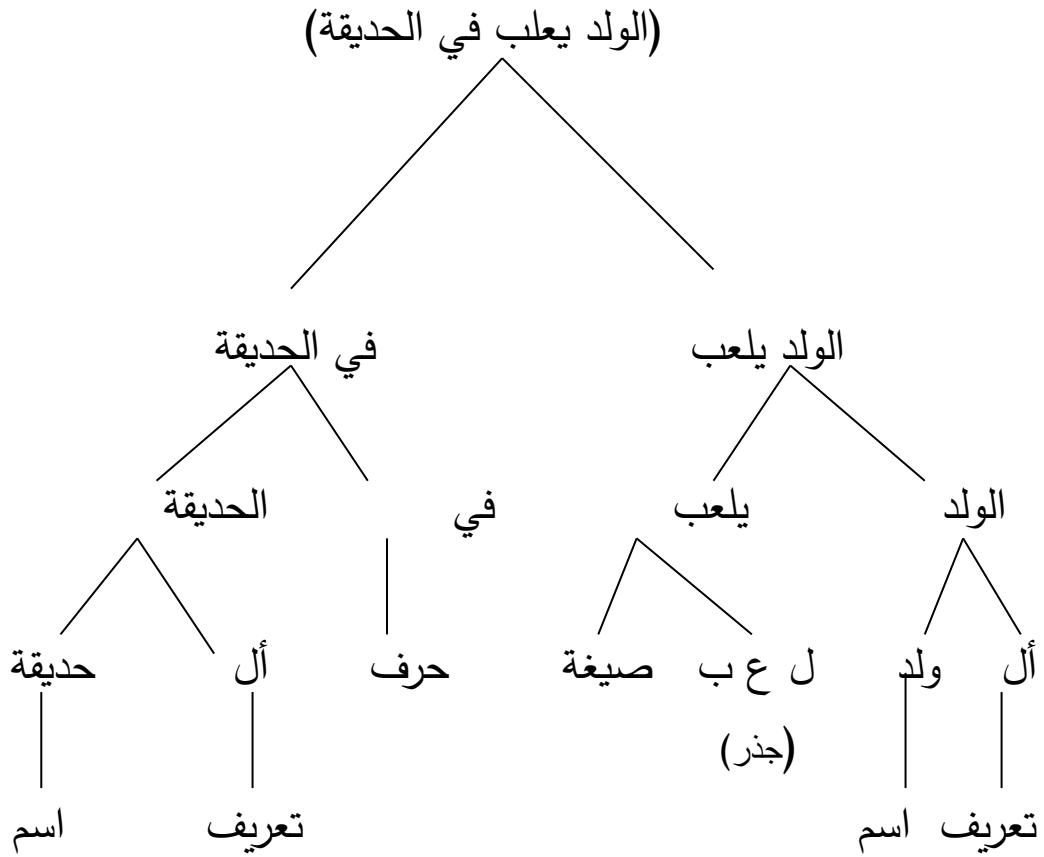 (الولد يعلب في الحديقة)
الولد يلعب في الحديقة
الولد يلعب في الحديقة
أل ولد ل ع ب صيغة حرف أل حديقة
(جذر)
تعريف اسم تعريف اسم